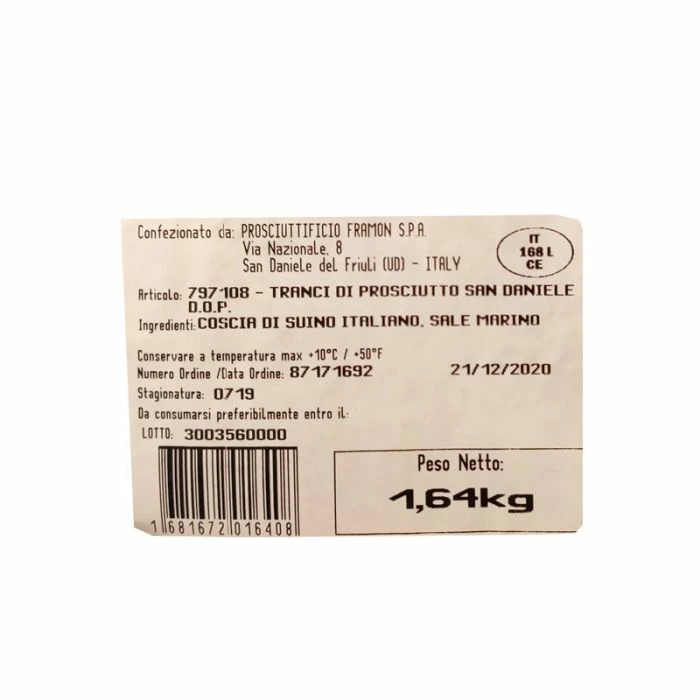 Confezionato da: PROSCIUTTIFICIO FRAMON S.P.A.
Via Nazionale, 8
San Daniele del Friuli (UD) - ITALY
IT
168 L
CE
Articolo: 797108 - TRANCI DI PROSCIUTTO SAN DANIELE
D.O.P.
Ingredienti: COSCIA DI SUINO ITALIANO, SALE MARINO
Conservare a temperatura max +10°C / +50°F
Numero Ordine /Data Ordine: 87171692 21/12/2020
Stagionatura: 0719
Da consumarsi preferibilmente entro il:
LOTTO: 3003560000
Peso Netto:
1,64kg
1 681672 016408